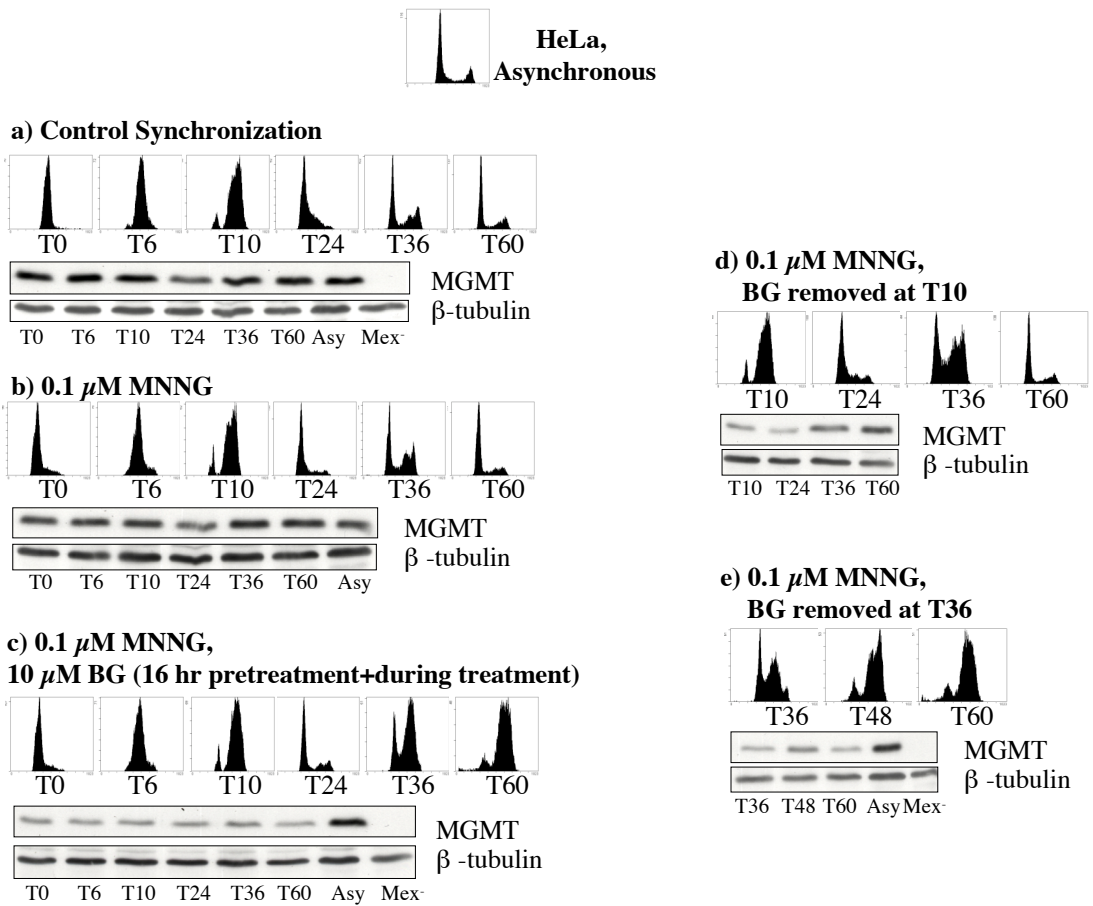 HeLa,
Asynchronous
a) Control Synchronization
T0 T6 T10 T24 T36 T60
MGMT
β-tubulin
T0 T6 T10 T24 T36 T60 Asy Mex-
b) 0.1 µM MNNG
T0 T6 T10 T24 T36 T60
MGMT
β -tubulin
T0 T6 T10 T24 T36 T60 Asy
c) 0.1 µM MNNG,
10 µM BG (16 hr pretreatment+during treatment)
T0 T6 T10 T24 T36 T60
MGMT
β -tubulin
T0 T6 T10 T24 T36 T60 Asy Mex-
d) 0.1 µM MNNG,
BG removed at T10
T10 T24 T36 T60
MGMT
β -tubulin
T10 T24 T36 T60
e) 0.1 µM MNNG,
BG removed at T36
T36 T48 T60
MGMT
β -tubulin
T36 T48 T60 Asy Mex-